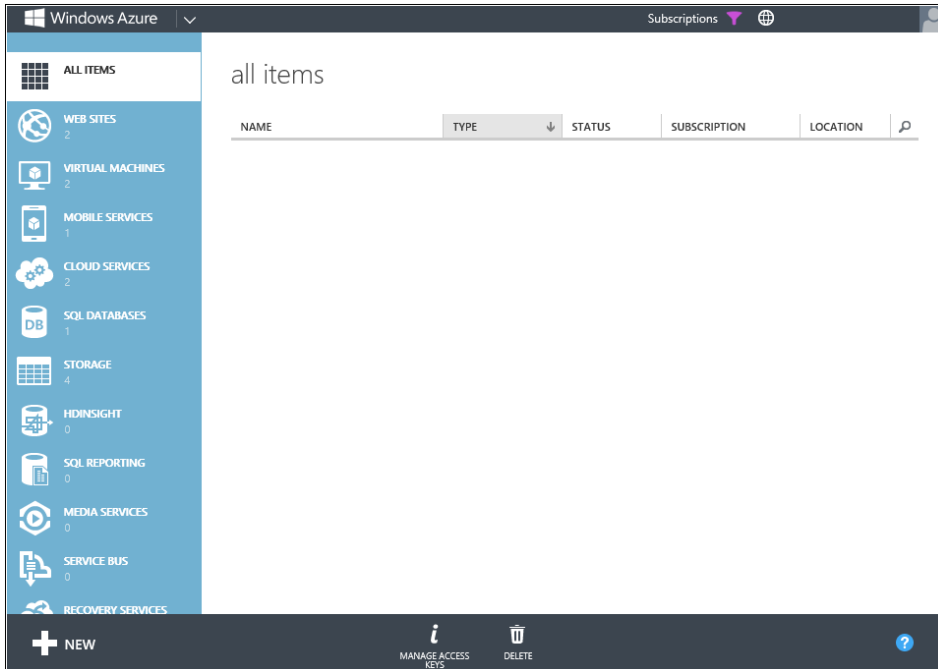 Windows Azure
Subscriptions
ALL ITEMS
WEB SITES
2
VIRTUAL MACHINES
2
MOBILE SERVICES
1
CLOUD SERVICES
2
SQL DATABASES
1
DB
STORAGE
4
HDINSIGHT
0
SQL REPORTING
0
MEDIA SERVICES
0
SERVICE BUS
0
RECOVERY SERVICES
all items
NAME TYPE STATUS SUBSCRIPTION LOCATION
NEW
MANAGE ACCESS
KEYS
DELETE
?